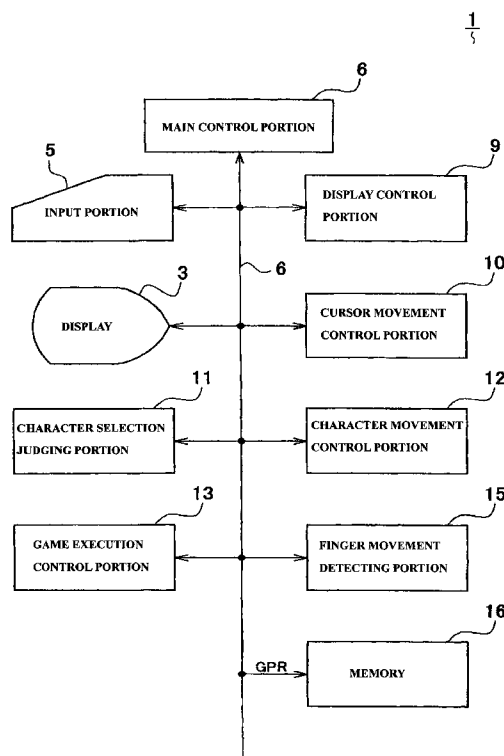 1
6
MAIN CONTROL PORTION
5
INPUT PORTION
9
DISPLAY CONTROL
PORTION
6
3
DISPLAY
10
CURSOR MOVEMENT
CONTROL PORTION
11
CHARACTER SELECTION
JUDGING PORTION
12
CHARACTER MOVEMENT
CONTROL PORTION
13
GAME EXECUTION
CONTROL PORTION
15
FINGER MOVEMENT
DETECTING PORTION
16
GPR
MEMORY